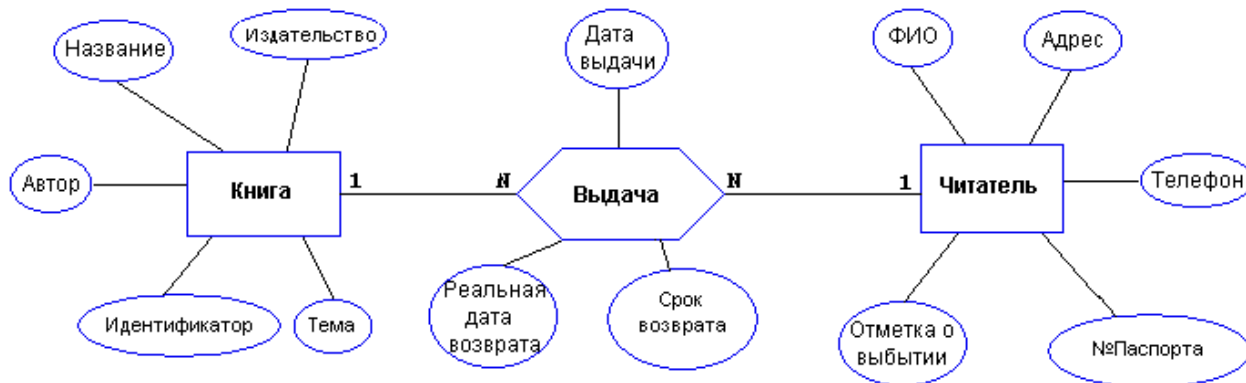 Название
Издательство
Дата
выдачи
ФИО
Адрес
Автор
Книга
1
N
Выдача
N
1
Читатель
Телефон
Идентификатор
Тема
Реальная
дата
возврата
Срок
возврата
Отметка о
выбытии
№Паспорта